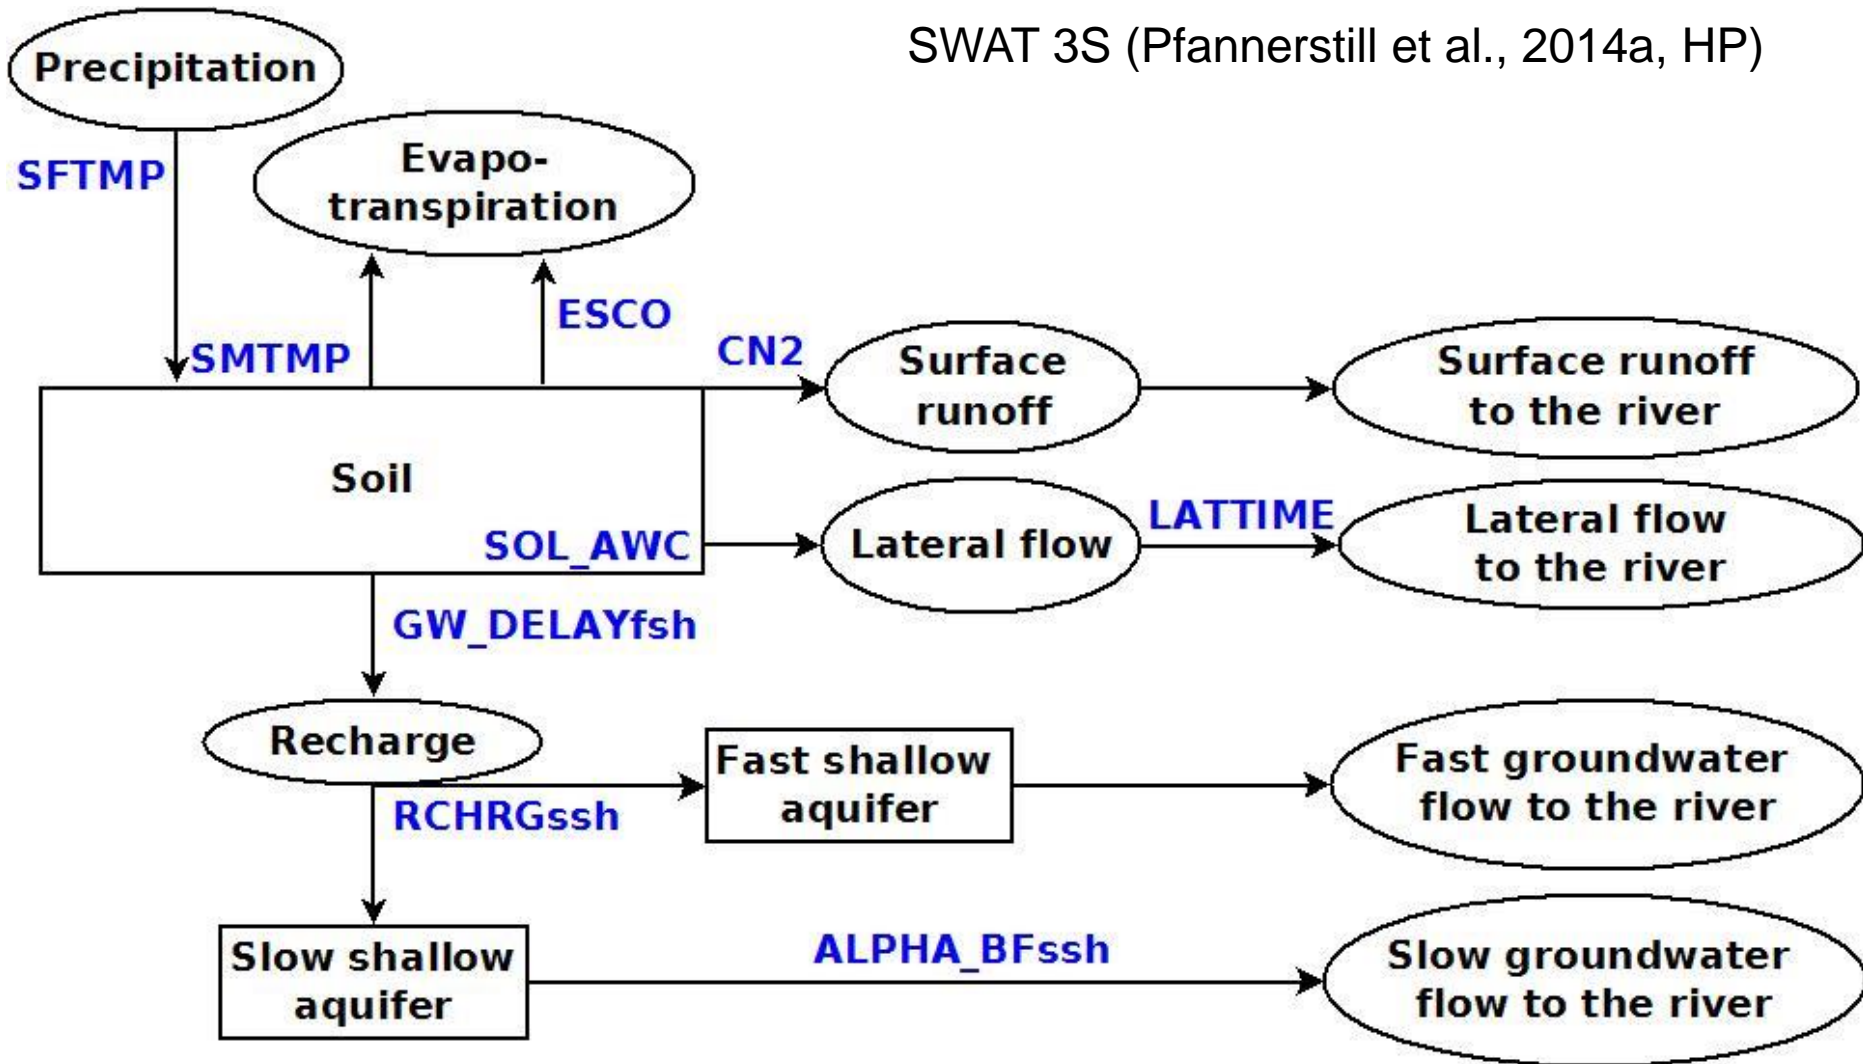 SWAT 3S (Pfannerstill et al., 2014a, HP)
Precipitation
SFTMP
Evapo-
transpiration
SMTMP
ESCO
CN2
Surface
runoff
Surface runoff
to the river
Soil
SOL_AWC
Lateral flow
LATTIME
Lateral flow
to the river
GW_DELAYfsh
Recharge
RCHRGssh
Fast shallow
aquifer
Fast groundwater
flow to the river
Slow shallow
aquifer
ALPHA_BFssh
Slow groundwater
flow to the river